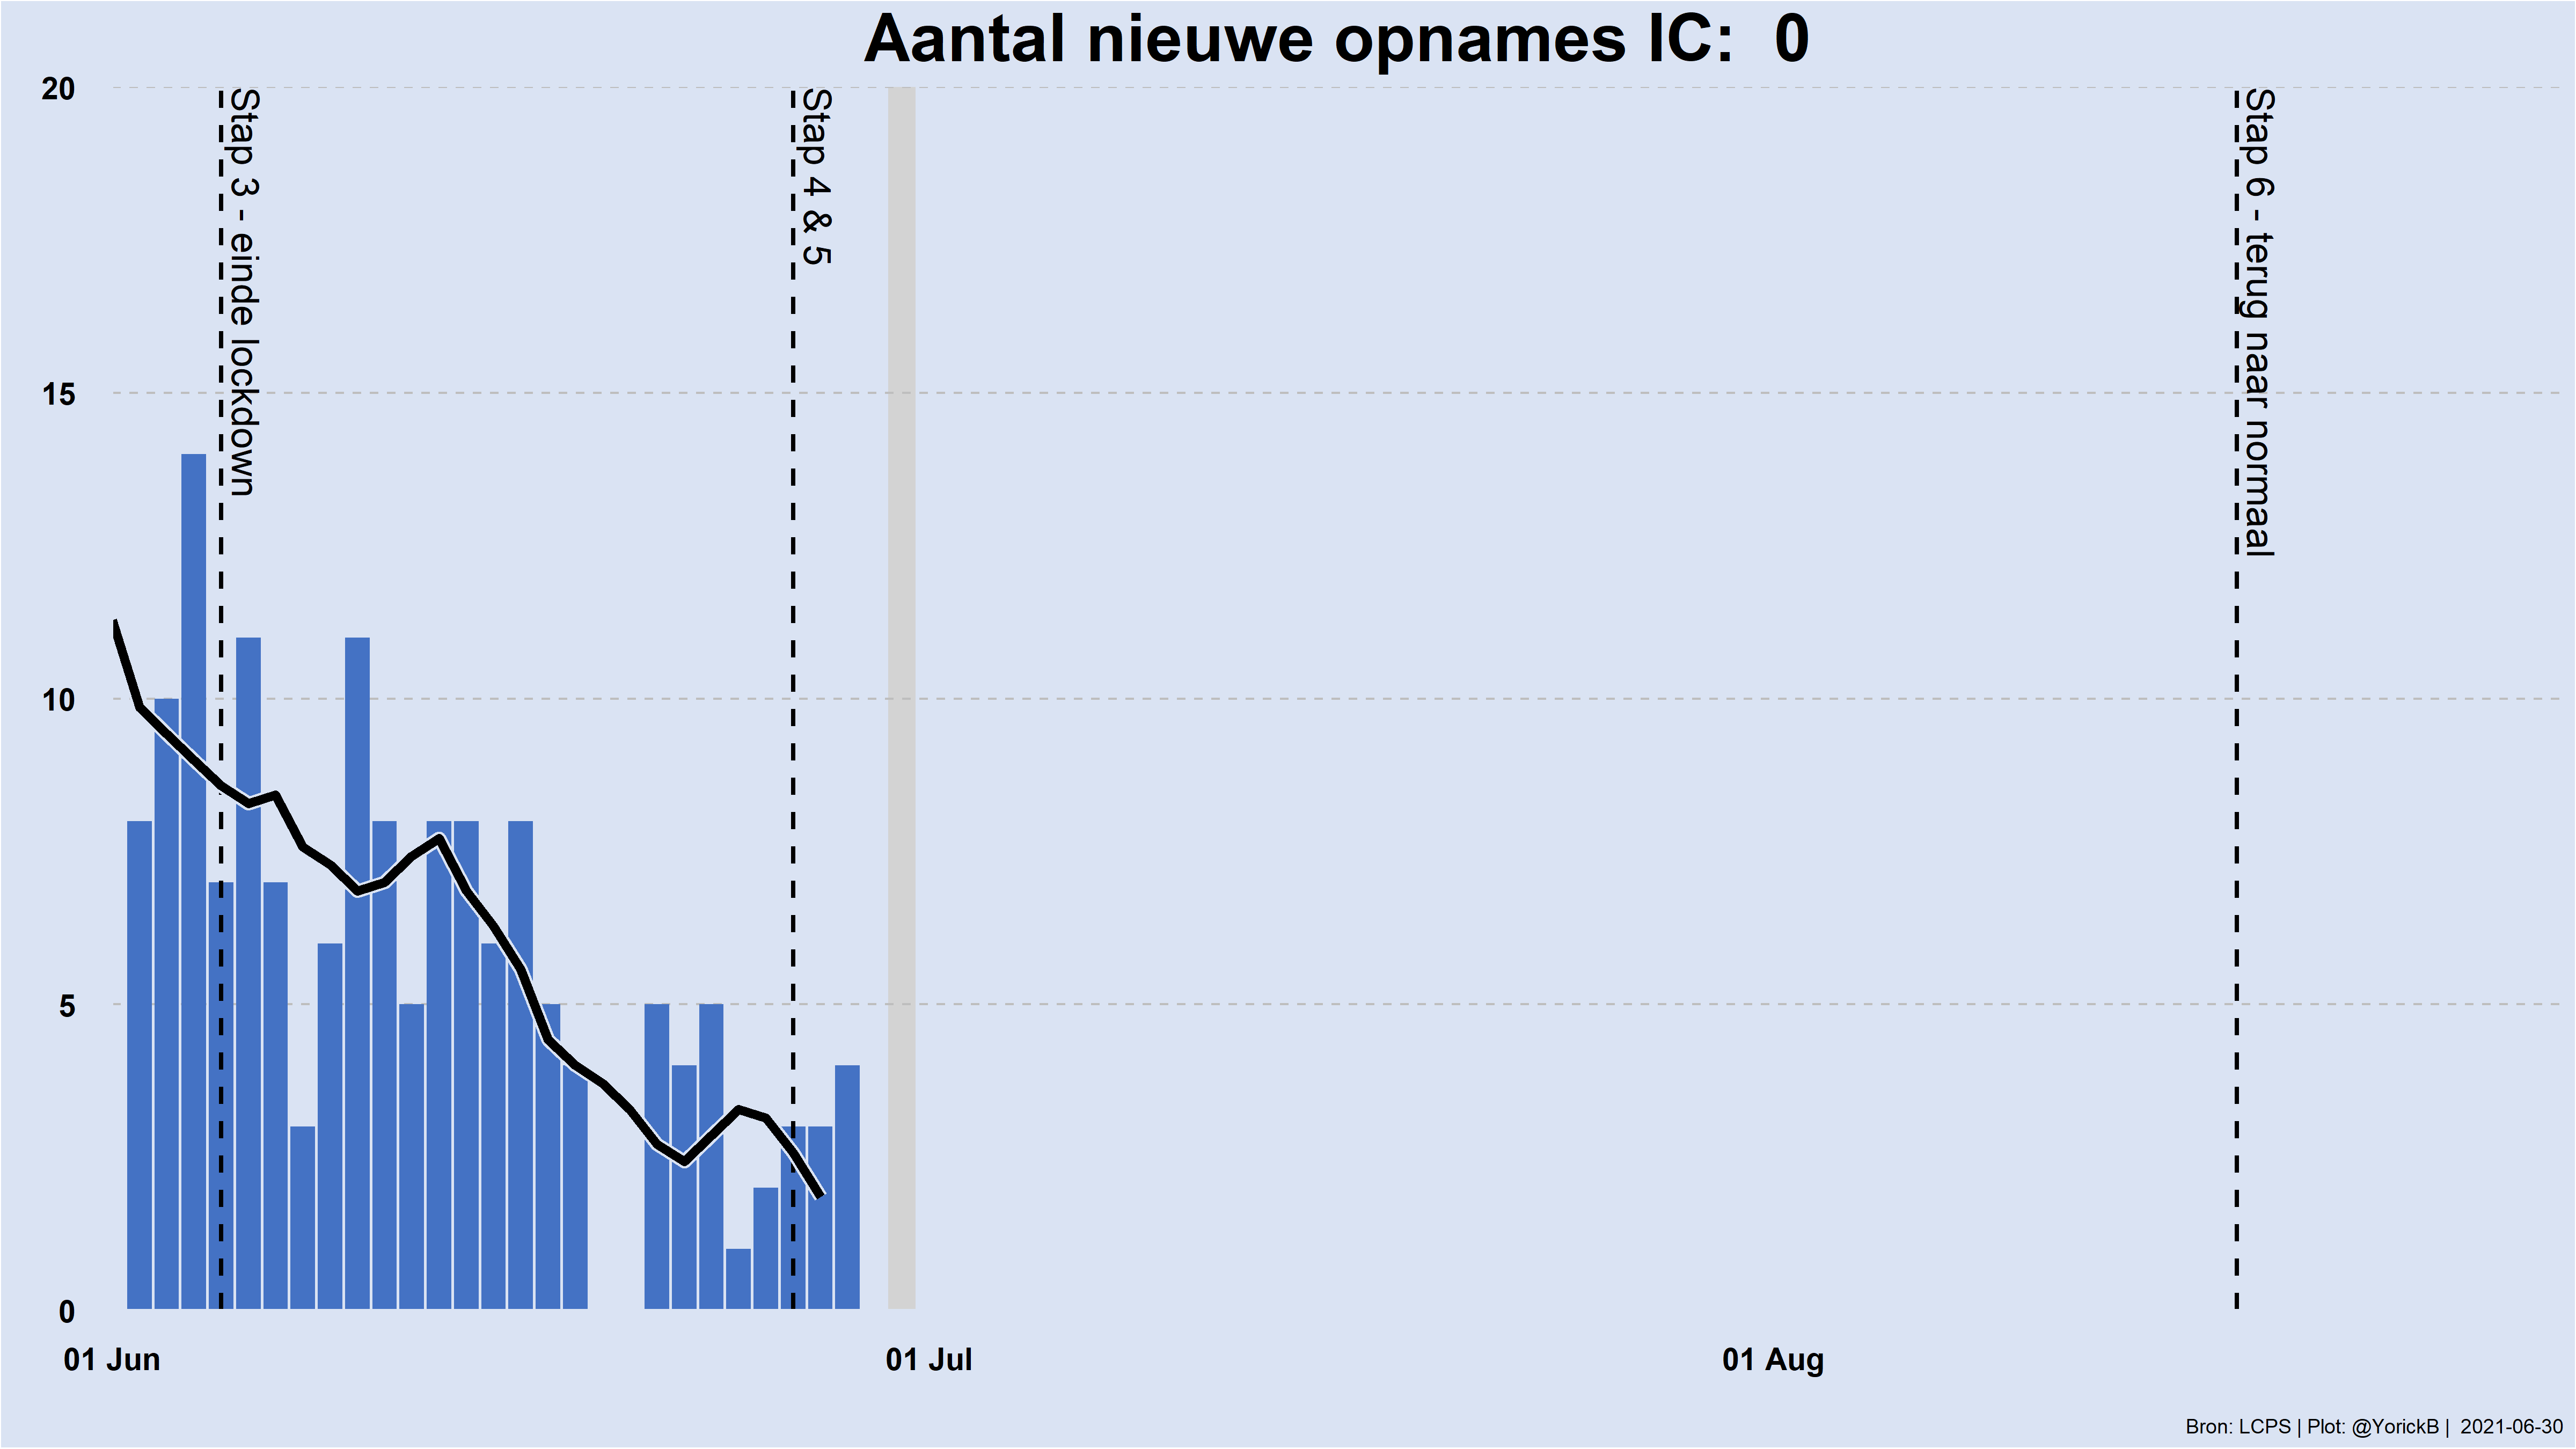 Aantal nieuwe opnames IC:  0
20
15
10
5
0
Stap 3 - einde lockdown
Stap 4 & 5
Stap 6 - terug naar normaal
01 Jun
01 Jul
01 Aug
Bron: LCPS | Plot: @YorickB |  2021-06-30